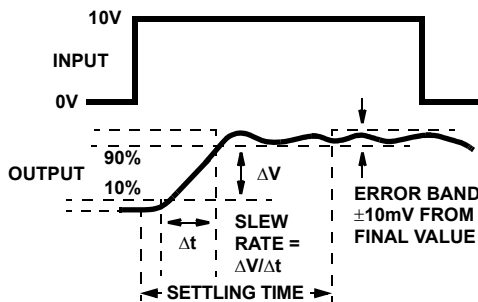 10V
INPUT
0V
90%
OUTPUT
10%
ΔV
Δt
SLEW
RATE =
ΔV/Δt
ERROR BAND
±10mV FROM
FINAL VALUE
SETTLING TIME